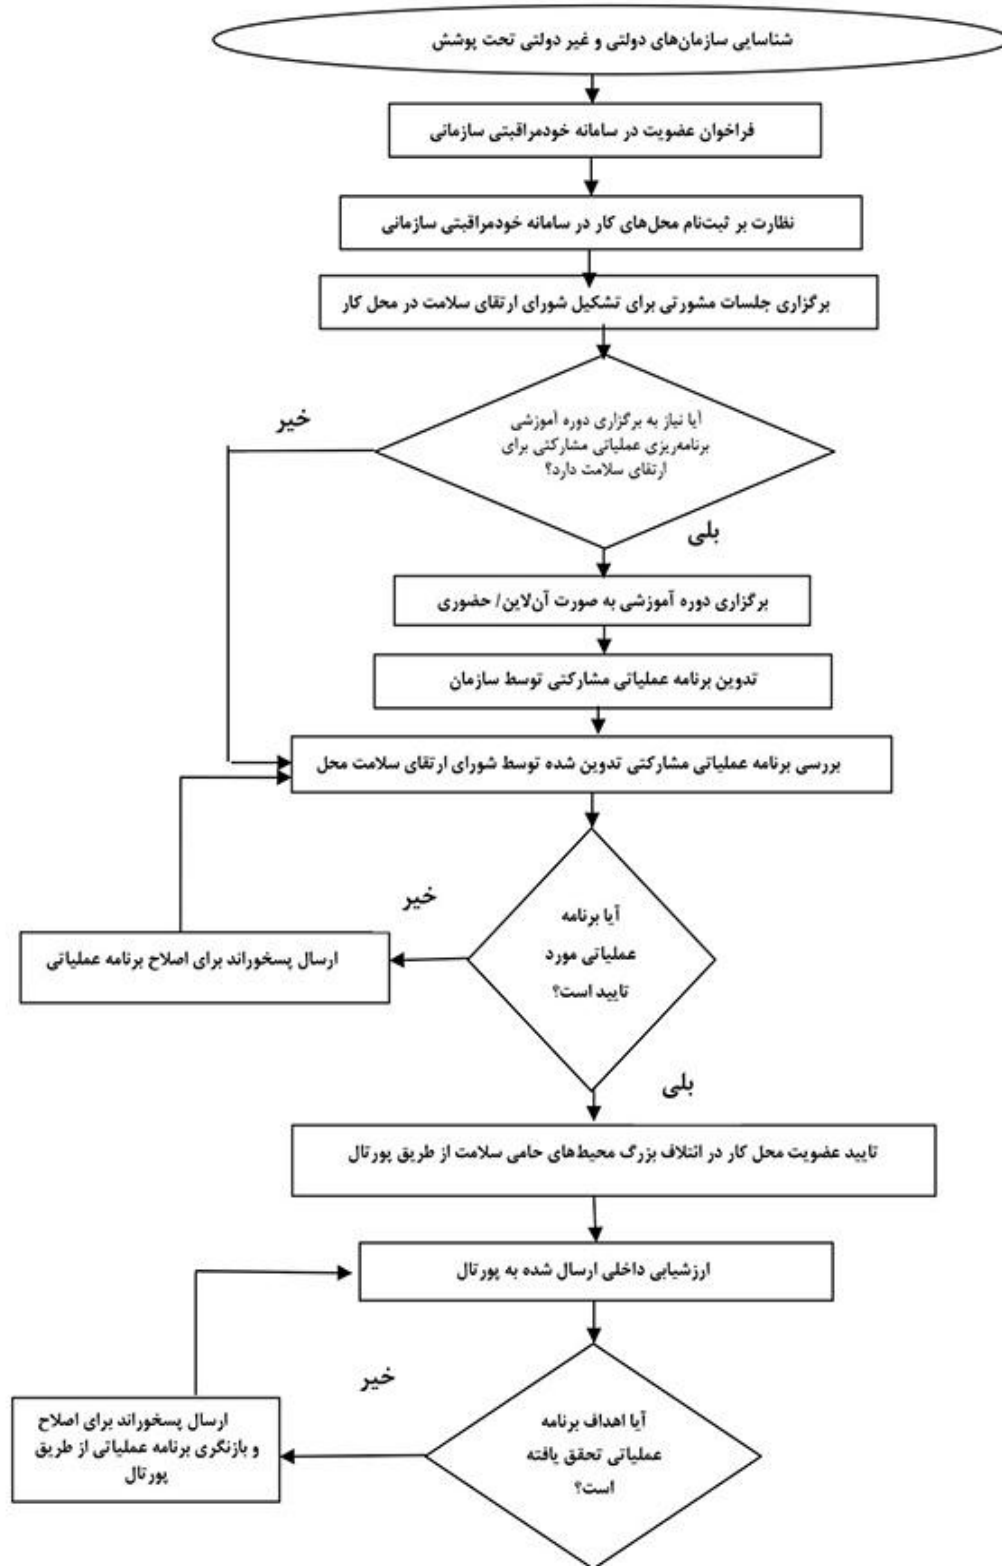 شناسایی سازمان‌های دولتی و غیر دولتی تحت پوشش
فراخوان عضویت در سامانه خودمراقبتی سازمانی
نظارت بر ثبت‌نام محل‌های کار در سامانه خودمراقبتی سازمانی
برگزاری جلسات مشورتی برای تشکیل شورای ارتقای سلامت در محل کار
آیا نیاز به برگزاری دوره آموزشی
برنامه‌ریزی عملیاتی مشارکتی برای
ارتقای سلامت دارد؟
خیر
بلی
برگزاری دوره آموزشی به صورت آن‌لاین/ حضوری
تدوین برنامه عملیاتی مشارکتی توسط سازمان
بررسی برنامه عملیاتی مشارکتی تدوین شده توسط شورای ارتقای سلامت محل
آیا برنامه
عملیاتی مورد
تایید است؟
خیر
ارسال پسخوراند برای اصلاح برنامه عملیاتی
بلی
تایید عضویت محل کار در ائتلاف بزرگ محیط‌های حامی سلامت از طریق پورتال
ارزشیابی داخلی ارسال شده به پورتال
خیر
آیا اهداف برنامه
عملیاتی تحقق یافته
است؟
ارسال پسخوراند برای اصلاح
و بازنگری برنامه عملیاتی از طریق
پورتال